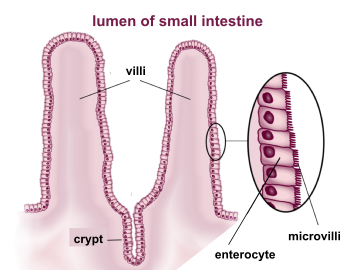 lumen of small intestine
villi
crypt
enterocyte
microvilli